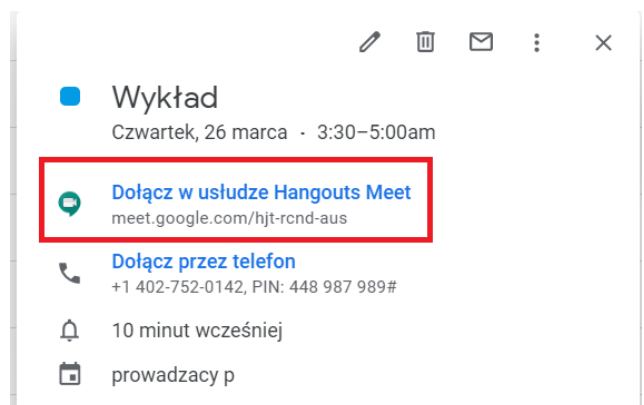 Wykład
Czwartek, 26 marca · 3:30–5:00am
Dołącz w usłudze Hangouts Meet
meet.google.com/hjt-rcnd-aus
Dołącz przez telefon
+1 402-752-0142, PIN: 448 987 989#
10 minut wcześniej
prowadzacy p